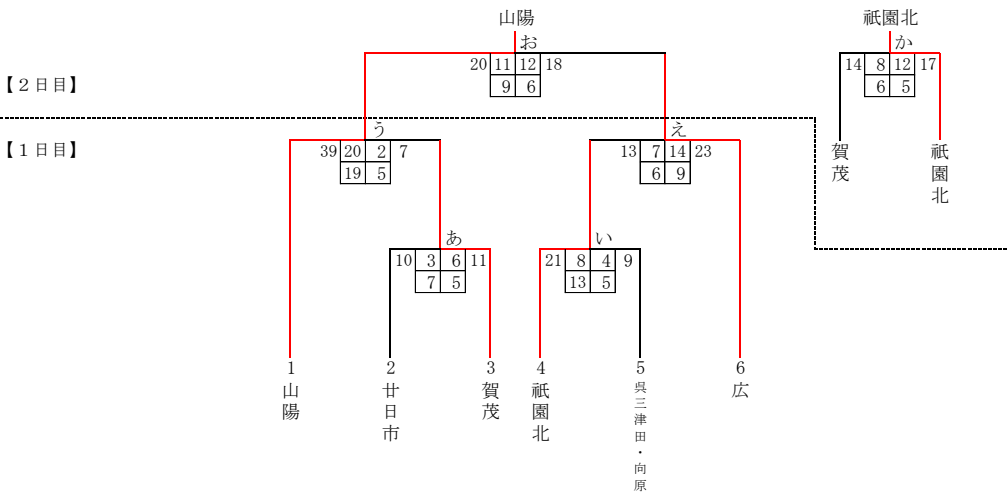 山陽
祇園北
お
か
20 11 12 18
9 6
14 8 12 17
6 5
【2日目】
【1日目】
う
え
39 20 2 7
19 5
13 7 14 23
6 9
賀茂
祇園北
あ
い
10 3 6 11
7 5
21 8 4 9
13 5
1
山陽
2
廿日市
3
賀茂
4
祇園北
5
呉三津田・向原
6
広